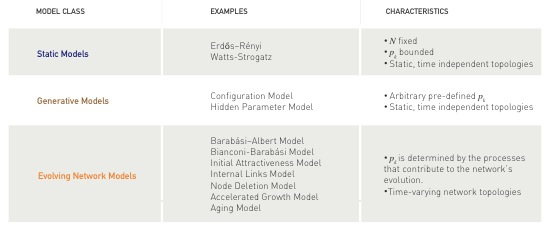 MODEL CLASS EXAMPLES CHARACTERISTICS
Static Models
Erdős–Rényi
Watts-Strogatz
• N fixed
• pₖ bounded
• Static, time independent topologies
Generative Models
Configuration Model
Hidden Parameter Model
• Arbitrary pre-defined pₖ
• Static, time independent topologies
Evolving Network Models
Barabási–Albert Model
Bianconi-Barabási Model
Initial Attractiveness Model
Internal Links Model
Node Deletion Model
Accelerated Growth Model
Aging Model
• pₖ is determined by the processes
that contribute to the network's
evolution.
•Time-varying network topologies